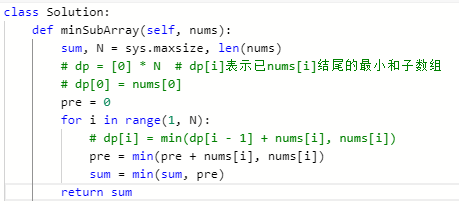 class Solution:
    def minSubArray(self, nums):
        sum, N = sys.maxsize, len(nums)
        # dp = [0] * N  # dp[i]表示已nums[i]结尾的最小和子数组
        # dp[0] = nums[0]
        pre = 0
        for i in range(1, N):
            # dp[i] = min(dp[i - 1] + nums[i], nums[i])
            pre = min(pre + nums[i], nums[i])
            sum = min(sum, pre)
        return sum